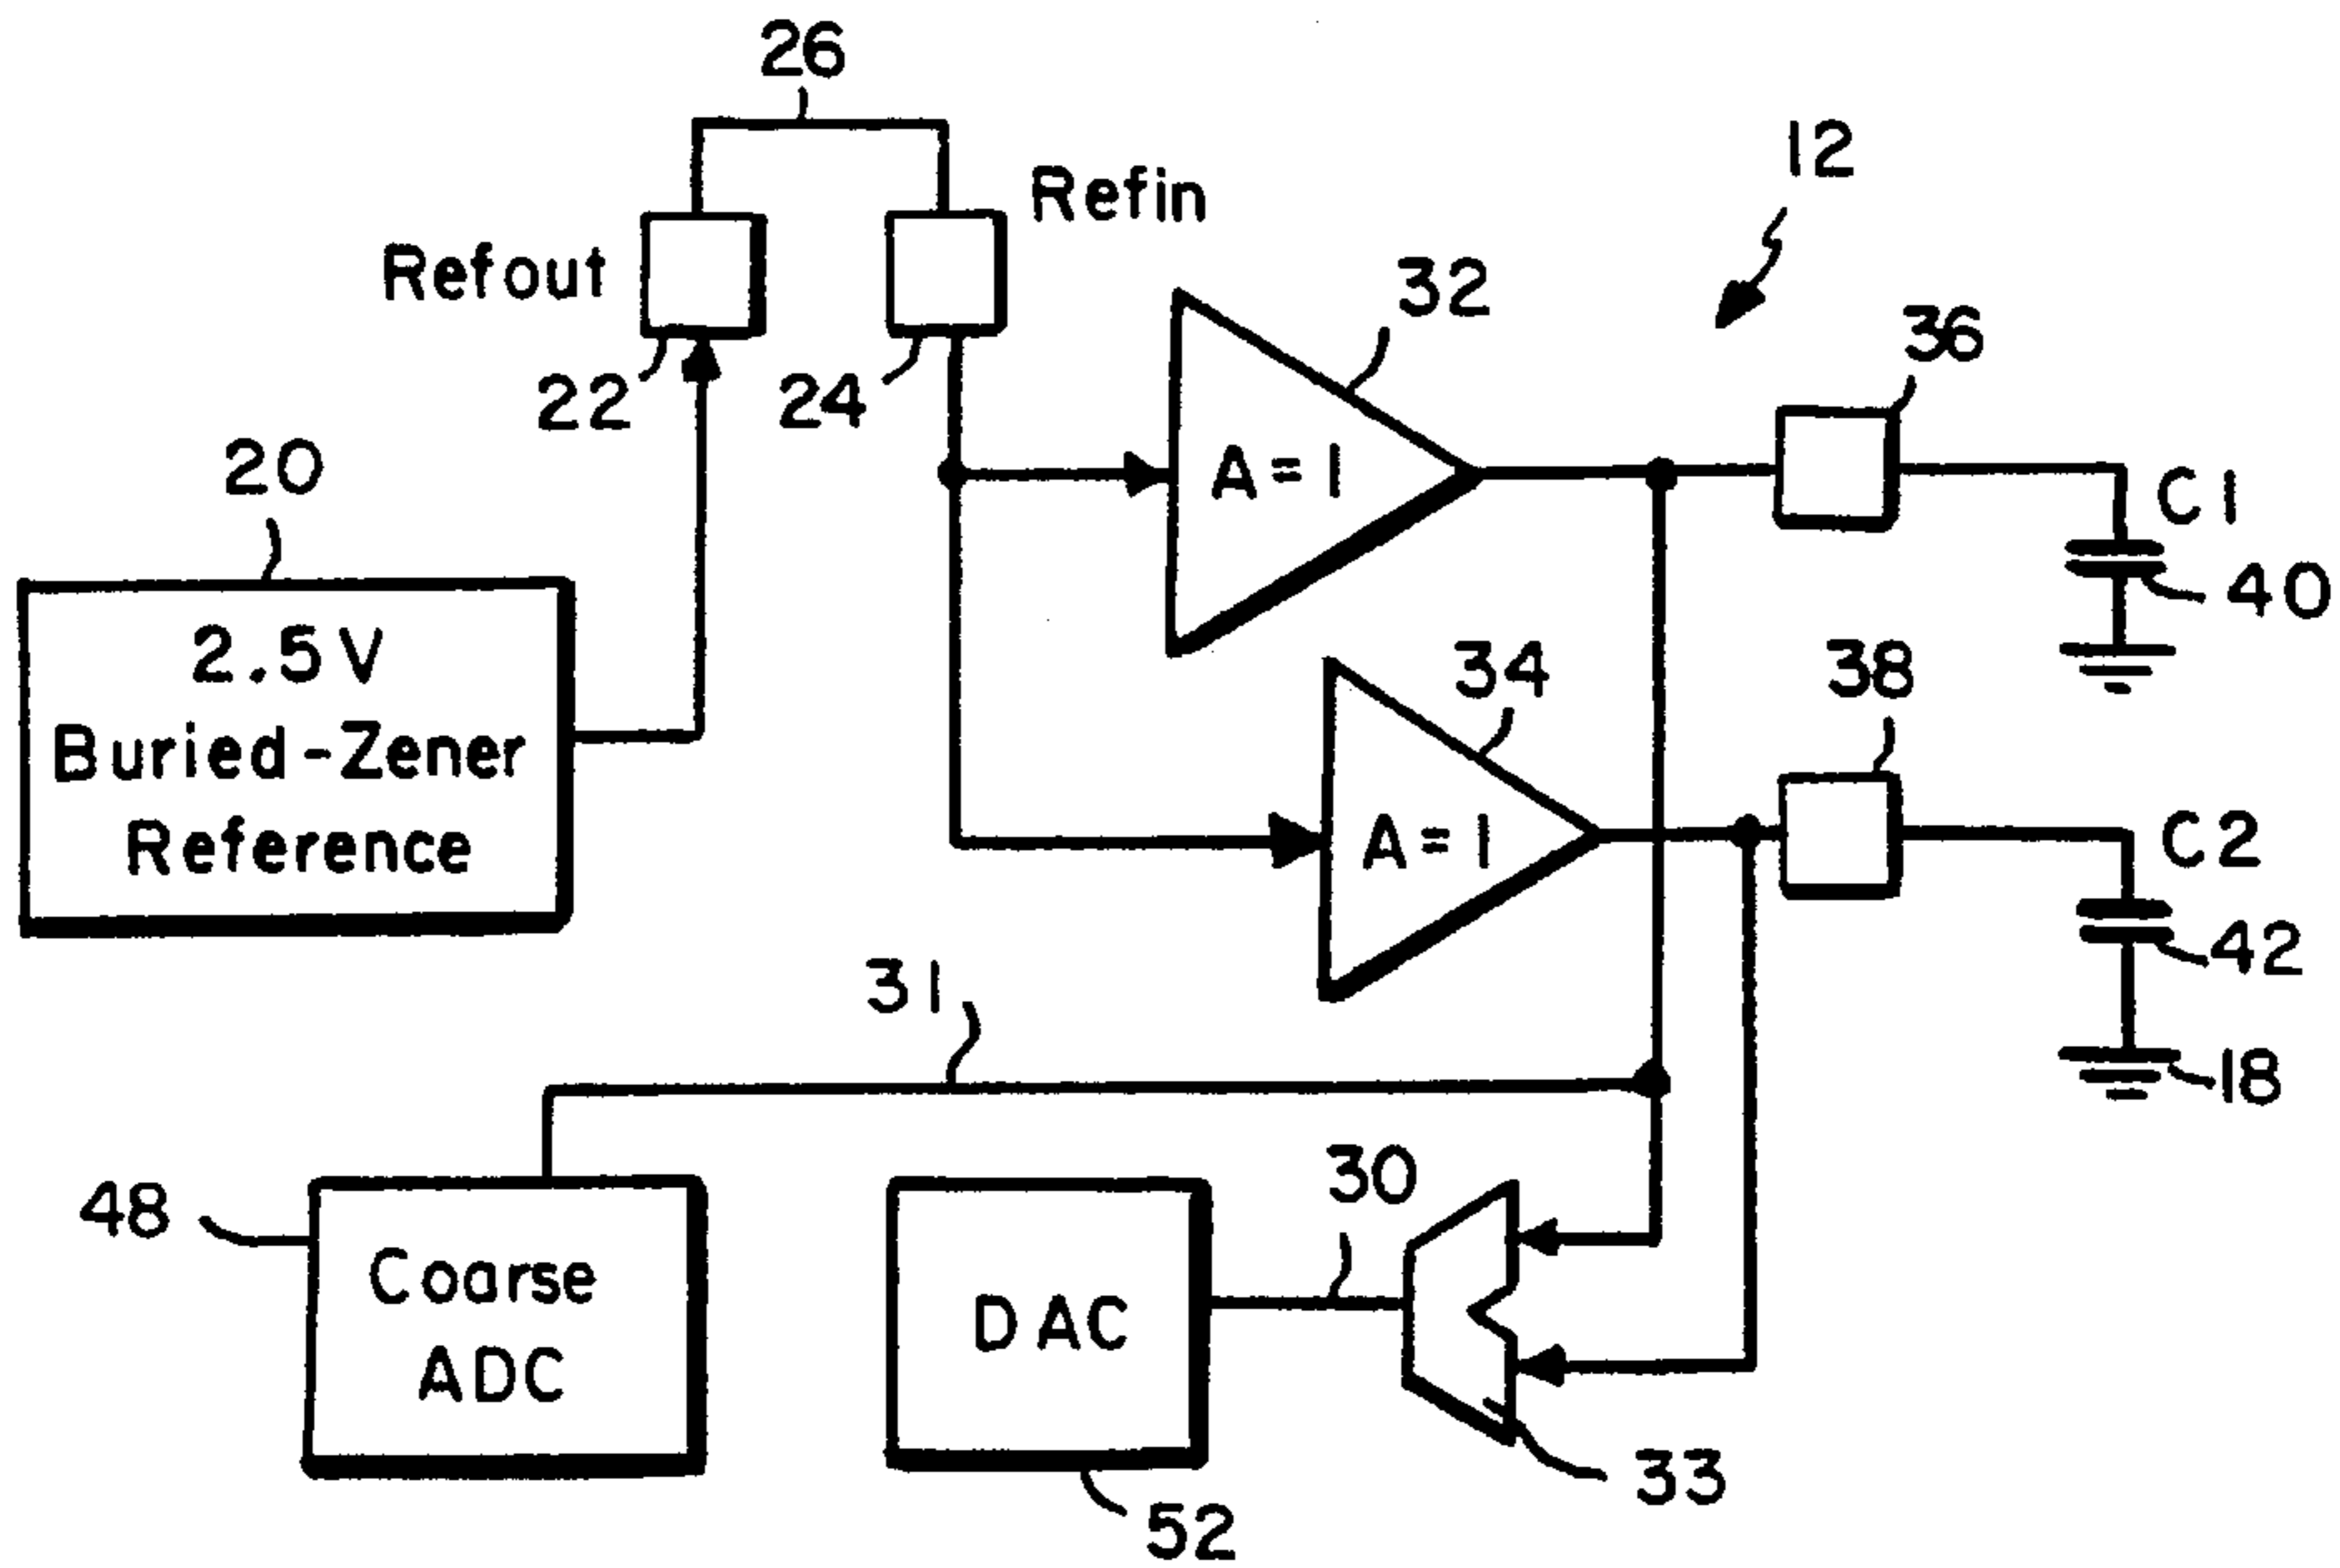 26
12
Refin
Refout
32
36
22
24
20
A=1
C1
40
2.5V
Buried-Zener
Reference
34
38
A=1
C2
42
31
18
30
48
Coarse
ADC
DAC
33
52